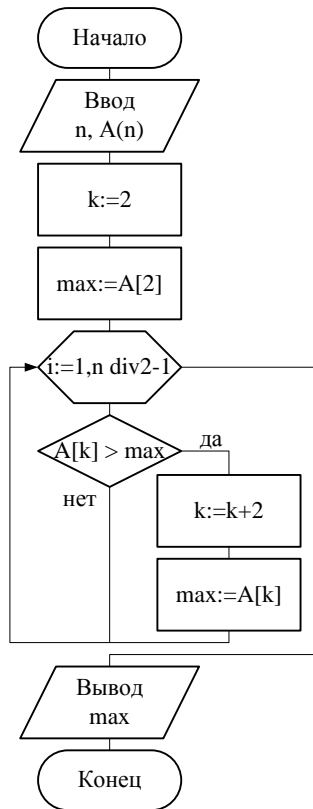 Начало
Ввод
n, A(n)
k:=2
max:=A[2]
i:=1,n div2-1
A[k] > max
да
нет
k:=k+2
max:=A[k]
Вывод
max
Конец